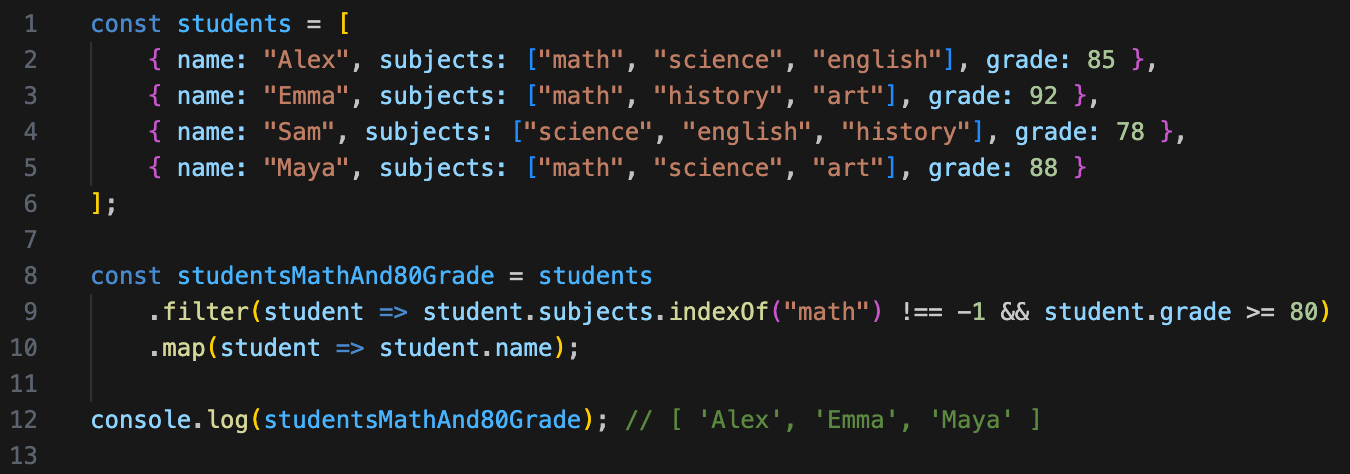 1 const students = [
2     { name: "Alex", subjects: ["math", "science", "english"], grade: 85 },
3     { name: "Emma", subjects: ["math", "history", "art"], grade: 92 },
4     { name: "Sam", subjects: ["science", "english", "history"], grade: 78 },
5     { name: "Maya", subjects: ["math", "science", "art"], grade: 88 }
6 ];
7
8 const studentsMathAnd80Grade = students
9     .filter(student => student.subjects.indexOf("math") !== -1 && student.grade >= 80)
10     .map(student => student.name);
11
12 console.log(studentsMathAnd80Grade); // [ 'Alex', 'Emma', 'Maya' ]
13